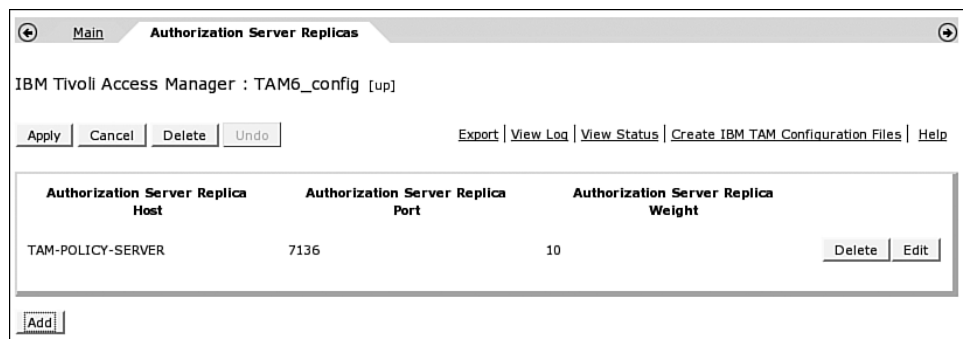 Main Authorization Server Replicas
IBM Tivoli Access Manager : TAM6_config [up]
Apply Cancel Delete Undo Export | View Log | View Status | Create IBM TAM Configuration Files | Help
Authorization Server Replica Host Authorization Server Replica Port Authorization Server Replica Weight
TAM-POLICY-SERVER 7136 10 Delete Edit
Add